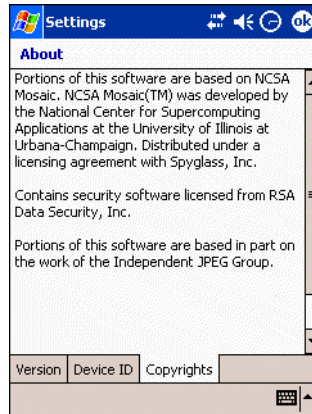 Settings
ok
About
Portions of this software are based on NCSA
Mosaic. NCSA Mosaic(TM) was developed by
the National Center for Supercomputing
Applications at the University of Illinois at
Urbana-Champaign. Distributed under a
licensing agreement with Spyglass, Inc.
Contains security software licensed from RSA
Data Security, Inc.
Portions of this software are based in part on
the work of the Independent JPEG Group.
Version Device ID Copyrights